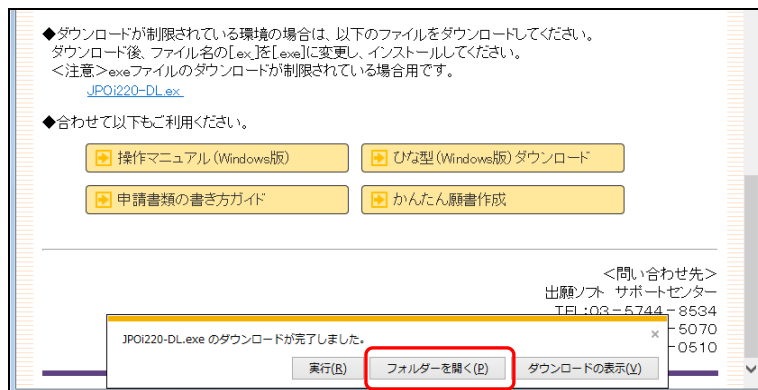 ◆ダウンロードが制限されている環境の場合は、以下のファイルをダウンロードしてください。
ダウンロード後、ファイル名の[.ex_]を[.exe]に変更し、インストールしてください。
＜注意＞exeファイルのダウンロードが制限されている場合用です。
JPOi220-DL.ex_
◆合わせて以下もご利用ください。
操作マニュアル(Windows版)
ひな型(Windows版)ダウンロード
申請書類の書き方ガイド
かんたん願書作成
＜問い合わせ先＞
出願ソフト サポートセンター
TEL:03-5744-8534
-5070
-0510
JPOi220-DL.exe のダウンロードが完了しました。
×
実行(R)
フォルダーを開く(P)
ダウンロードの表示(V)